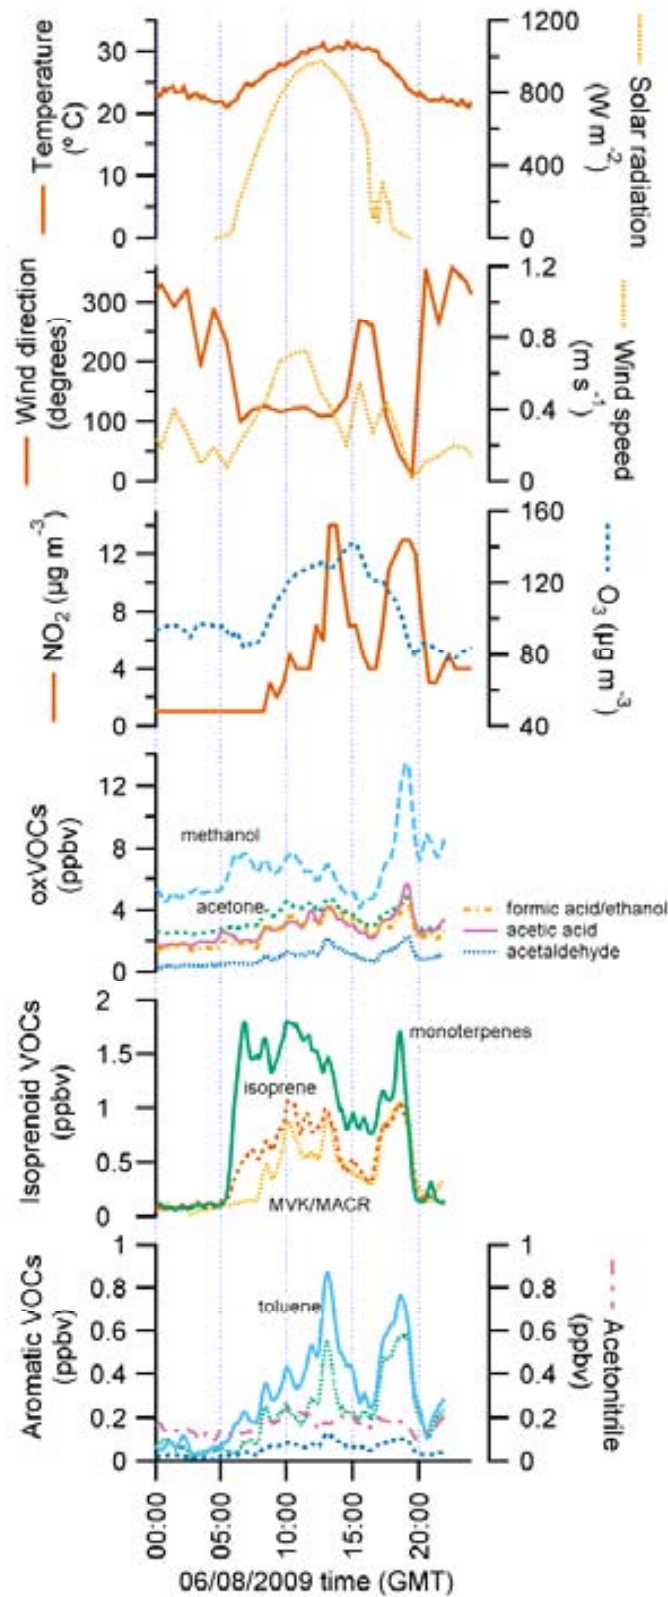 Temperature
(º C)
30
20
10
0
1200
800
400
0
Solar radiation
(W m-2)
Wind direction
(degrees)
300
200
100
0
1.2
0.8
0.4
0
Wind speed
(m s-1)
NO2 (µg m-3)
12
8
4
0
160
120
80
40
O3 (µg m-3)
oxVOCs
(ppbv)
12
8
4
0
methanol
acetone
formic acid/ethanol
acetic acid
acetaldehyde
Isoprenoid VOCs
(ppbv)
2
1.5
1
0.5
0
monoterpenes
isoprene
MVK/MACR
Aromatic VOCs
(ppbv)
1
0.8
0.6
0.4
0.2
0
toluene
1
0.8
0.6
0.4
0.2
0
Acetonitrile
(ppbv)
00:00
05:00
10:00
15:00
20:00
06/08/2009 time (GMT)